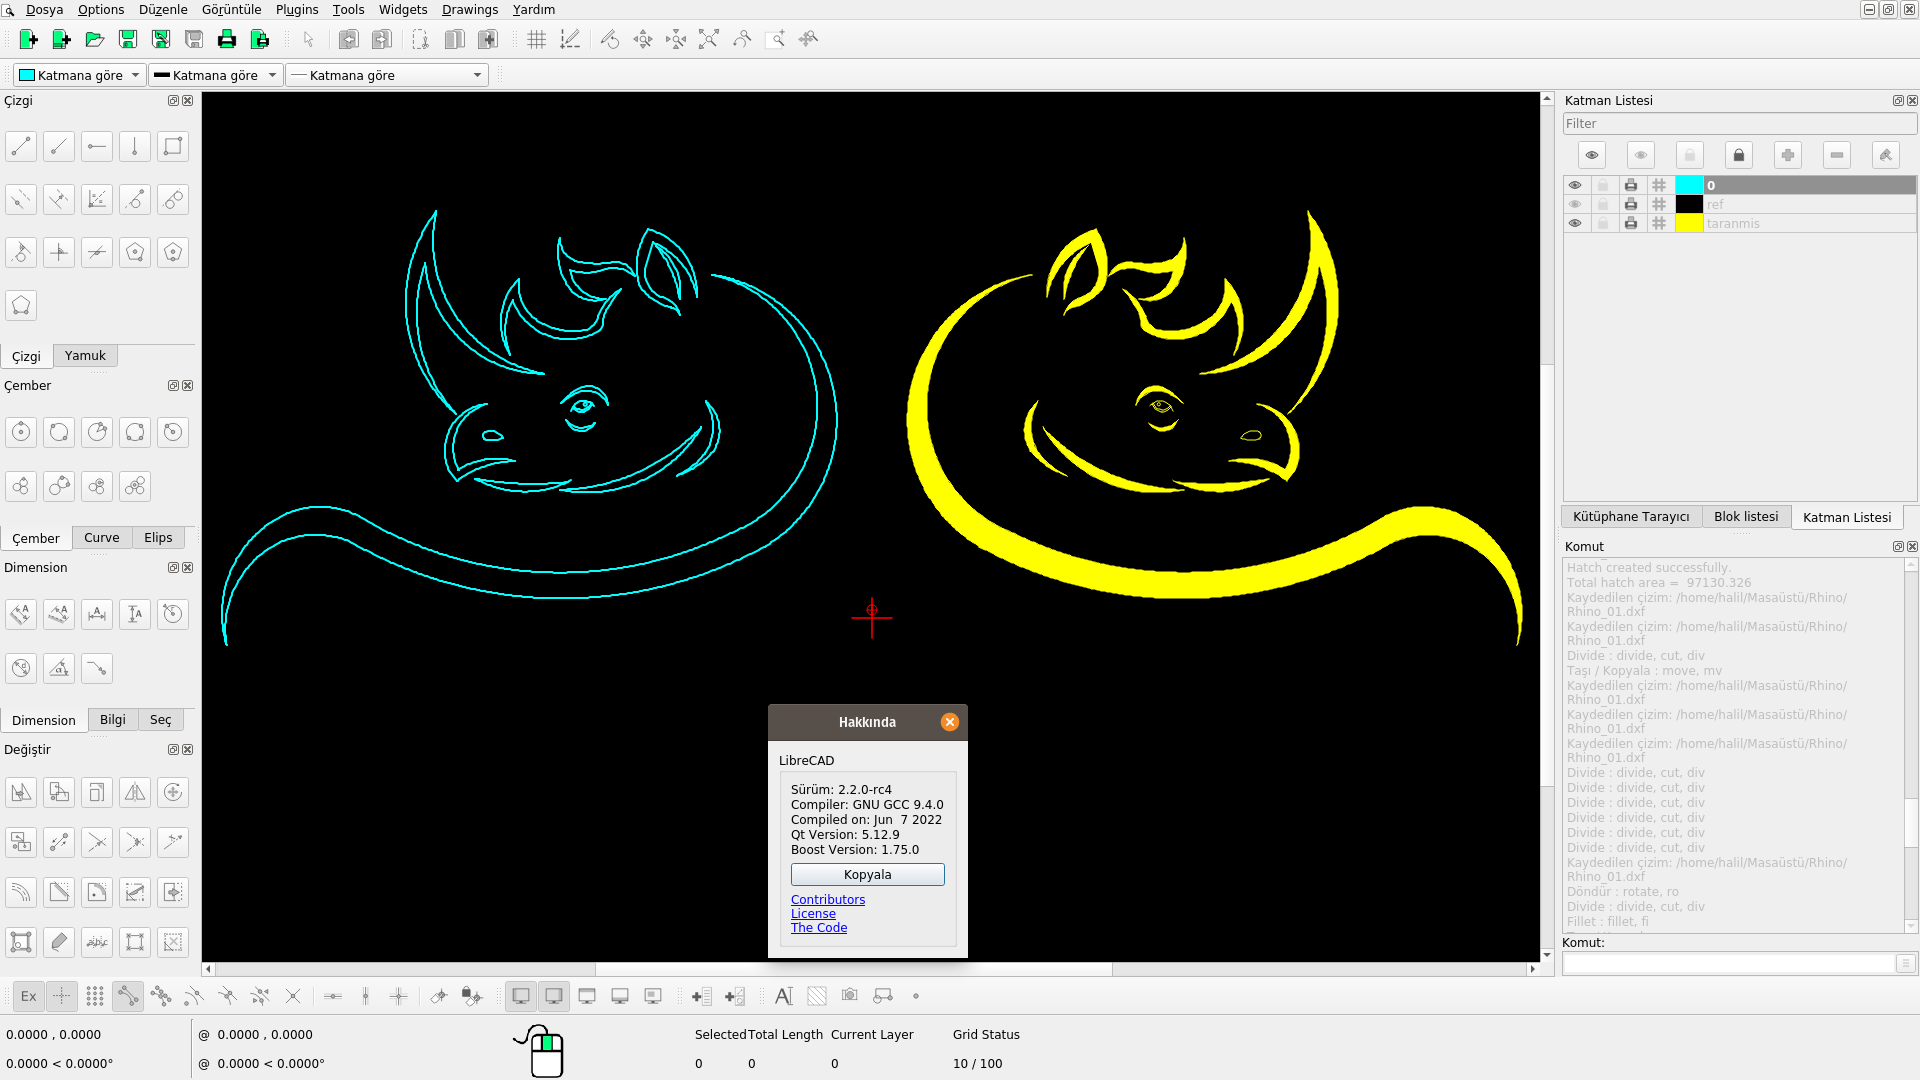 Dosya Options Düzenle Görüntüle Plugins Tools Widgets Drawings Yardım
Katmana göre Katmana göre Katmana göre
Çizgi
Çizgi Yamuk
Çember
Çember Curve Elips
Dimension
Dimension Bilgi Seç
Değiştir
Katman Listesi
Filter
0
ref
taranmis
Kütüphane Tarayıcı Blok listesi Katman Listesi
Komut
Hatch created successfully.
Total hatch area = 97130.326
Kaydedilen çizim: /home/halil/Masaüstü/Rhino/
Rhino_01.dxf
Kaydedilen çizim: /home/halil/Masaüstü/Rhino/
Rhino_01.dxf
Divide : divide, cut, div
Taşı / Kopyala : move, mv
Kaydedilen çizim: /home/halil/Masaüstü/Rhino/
Rhino_01.dxf
Kaydedilen çizim: /home/halil/Masaüstü/Rhino/
Rhino_01.dxf
Kaydedilen çizim: /home/halil/Masaüstü/Rhino/
Rhino_01.dxf
Divide : divide, cut, div
Divide : divide, cut, div
Divide : divide, cut, div
Divide : divide, cut, div
Divide : divide, cut, div
Divide : divide, cut, div
Kaydedilen çizim: /home/halil/Masaüstü/Rhino/
Rhino_01.dxf
Döndür : rotate, ro
Divide : divide, cut, div
Fillet : fillet, fi
Komut:
Hakkında
LibreCAD
Sürüm: 2.2.0-rc4
Compiler: GNU GCC 9.4.0
Compiled on: Jun 7 2022
Qt Version: 5.12.9
Boost Version: 1.75.0
Kopyala
Contributors
License
The Code
Ex
0.0000 , 0.0000 @ 0.0000 , 0.0000 Selected Total Length Current Layer Grid Status
0.0000 < 0.0000° @ 0.0000 < 0.0000° 0 0 0 10 / 100